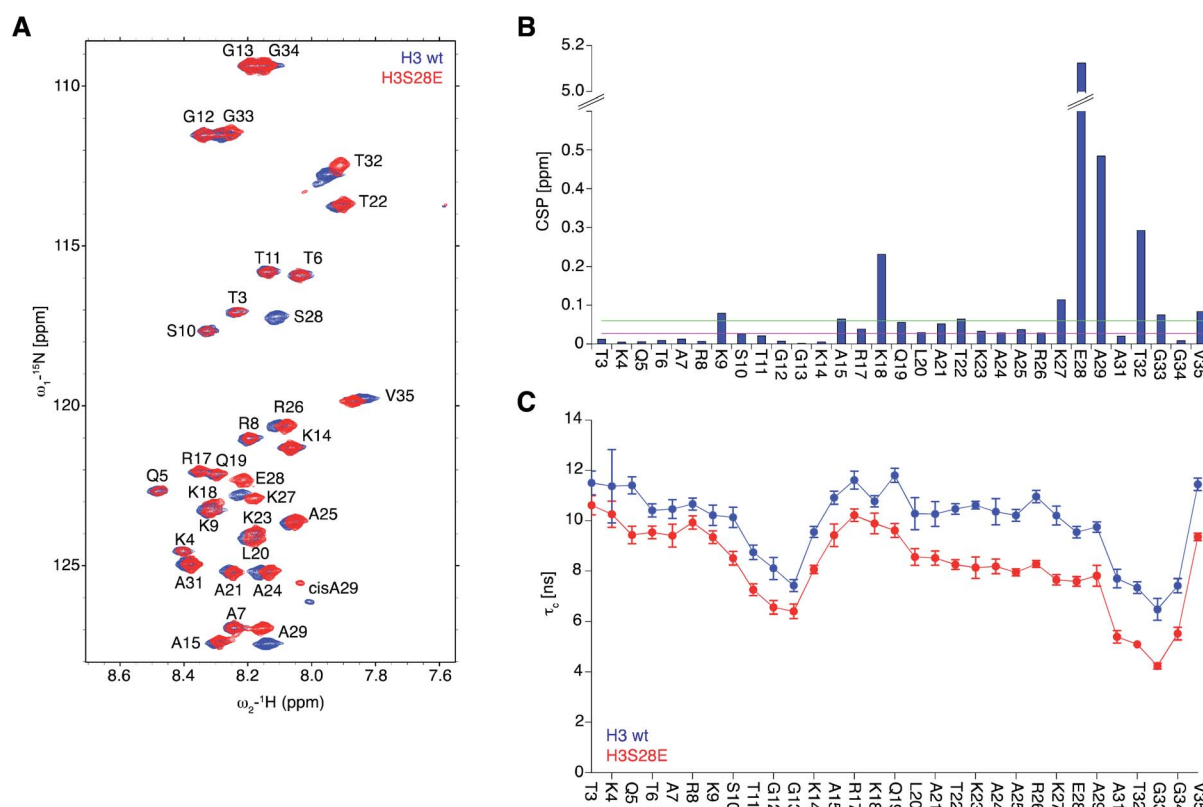 A
H3 wt
H3S28E
G13 G34
G12 G33
T32
T22
T11 T6
T3
S28
S10
V35
R26
R8
K14
R17 Q19
Q5
E28
K18
K27
K9
K23
A25
K4
L20
A31
A21 A24
cisA29
A7
A29
A15
110
115
120
125
ω1-15N [ppm]
8.6 8.4 8.2 8.0 7.8 7.6
ω2-1H (ppm)
B
5.2
5.0
0.5
0.4
0.3
0.2
0.1
0
CSP [ppm]
T3 K4 Q5 T6 A7 R8 K9 S10 T11 G12 G13 K14 A15 R17 K18 Q19 L20 A21 T22 K23 A24 A25 R26 K27 E28 A29 A31 T32 G33 G34 V35
C
14
12
10
8
6
4
2
0
τc [ns]
H3 wt
H3S28E
T3 K4 Q5 T6 A7 R8 K9 S10 T11